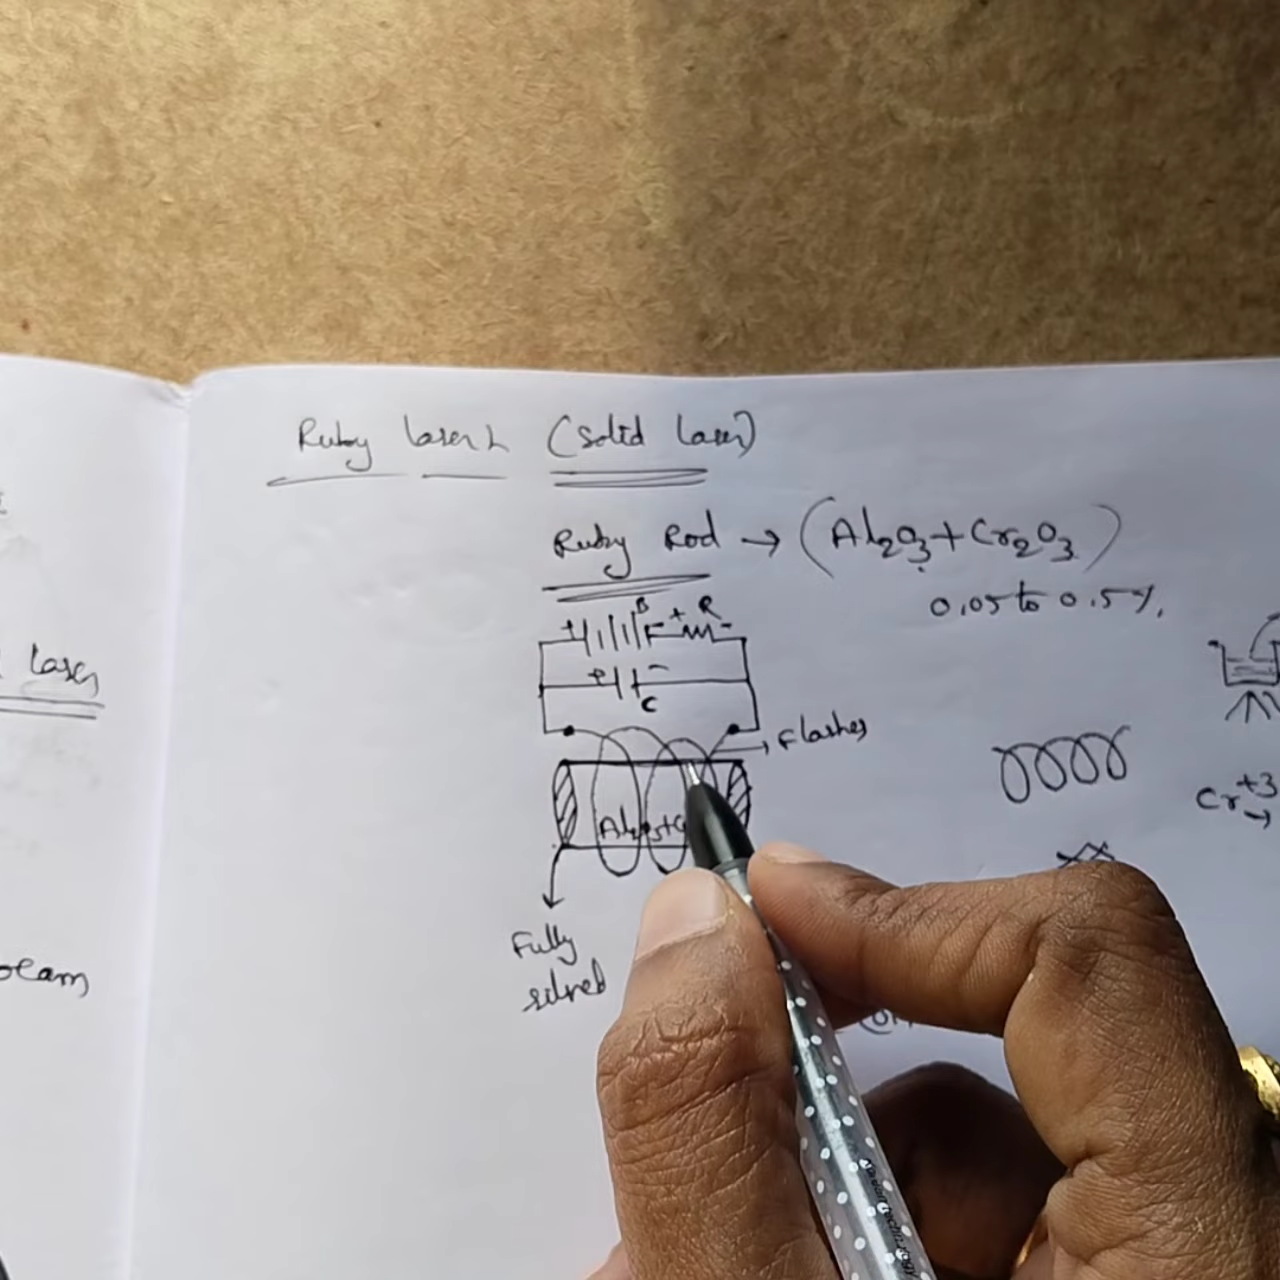 Ruby laser (solid laser)
Ruby Rod → (Al2O3+Cr2O3)
0.05 to 0.5%
B + R -
+ -
C
→ Flashes
laser
Cr+3
Fully
silvred
beam